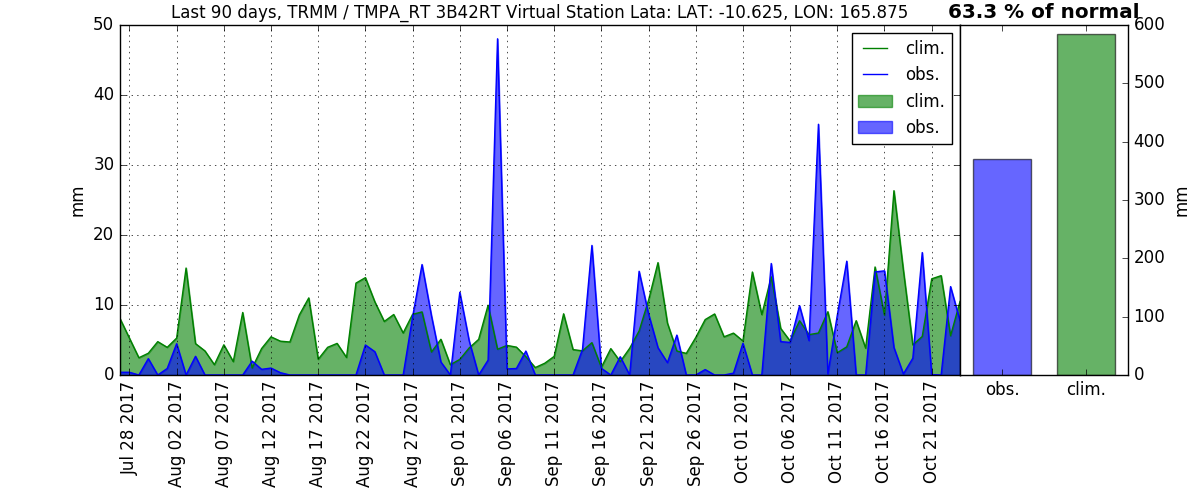 Last 90 days, TRMM / TMPA_RT 3B42RT Virtual Station Lata: LAT: -10.625, LON: 165.875
63.3 % of normal
50
40
30
20
10
0
mm
clim.
obs.
clim.
obs.
Jul 28 2017
Aug 02 2017
Aug 07 2017
Aug 12 2017
Aug 17 2017
Aug 22 2017
Aug 27 2017
Sep 01 2017
Sep 06 2017
Sep 11 2017
Sep 16 2017
Sep 21 2017
Sep 26 2017
Oct 01 2017
Oct 06 2017
Oct 11 2017
Oct 16 2017
Oct 21 2017
600
500
400
300
200
100
0
mm
obs.
clim.